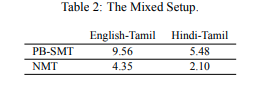 Table 2: The Mixed Setup.
English-Tamil Hindi-Tamil
PB-SMT 9.56 5.48
NMT 4.35 2.10